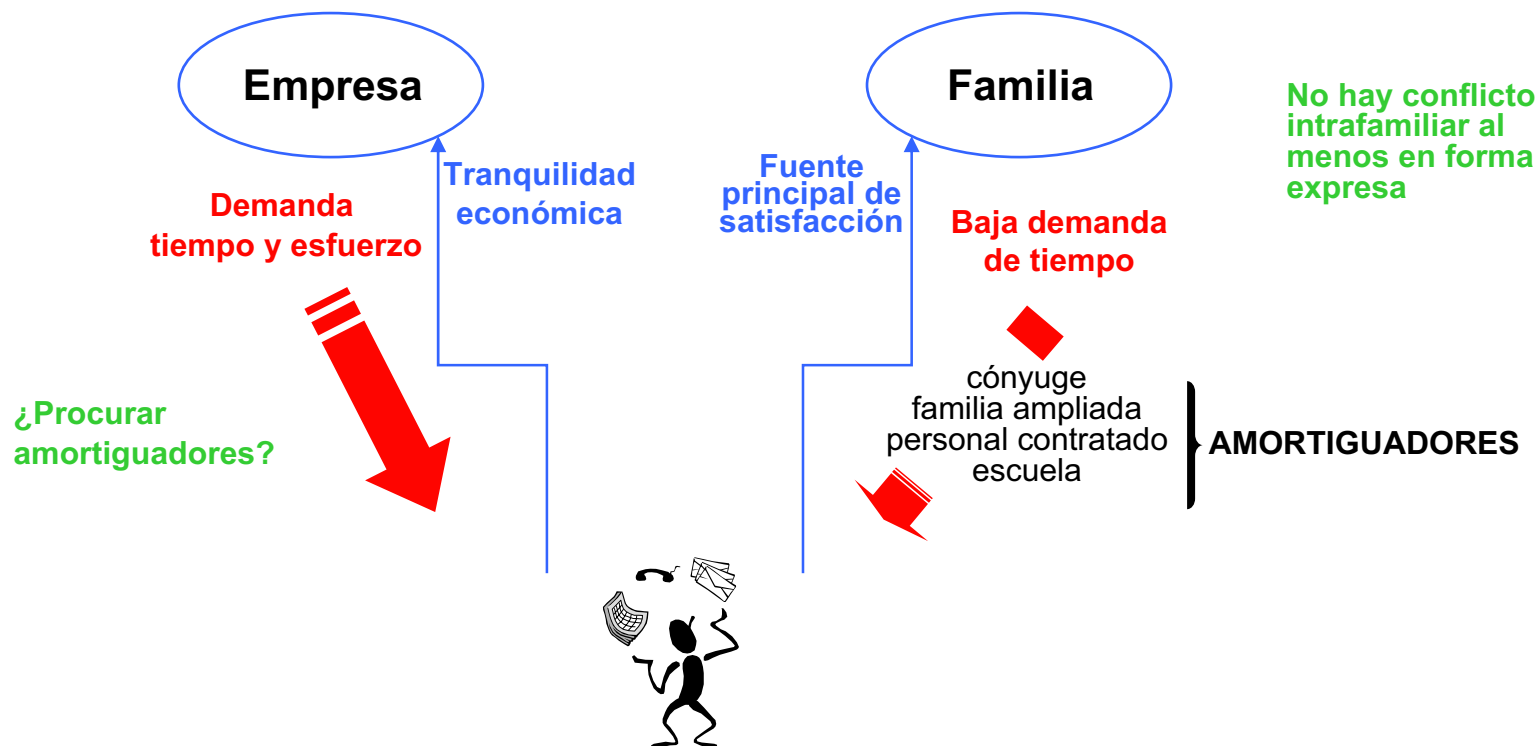 Empresa
Familia
No hay conflicto
intrafamiliar al
menos en forma
expresa
Tranquilidad
económica
Fuente
principal de
satisfacción
Demanda
tiempo y esfuerzo
Baja demanda
de tiempo
¿Procurar
amortiguadores?
cónyuge
familia ampliada
personal contratado
escuela
AMORTIGUADORES